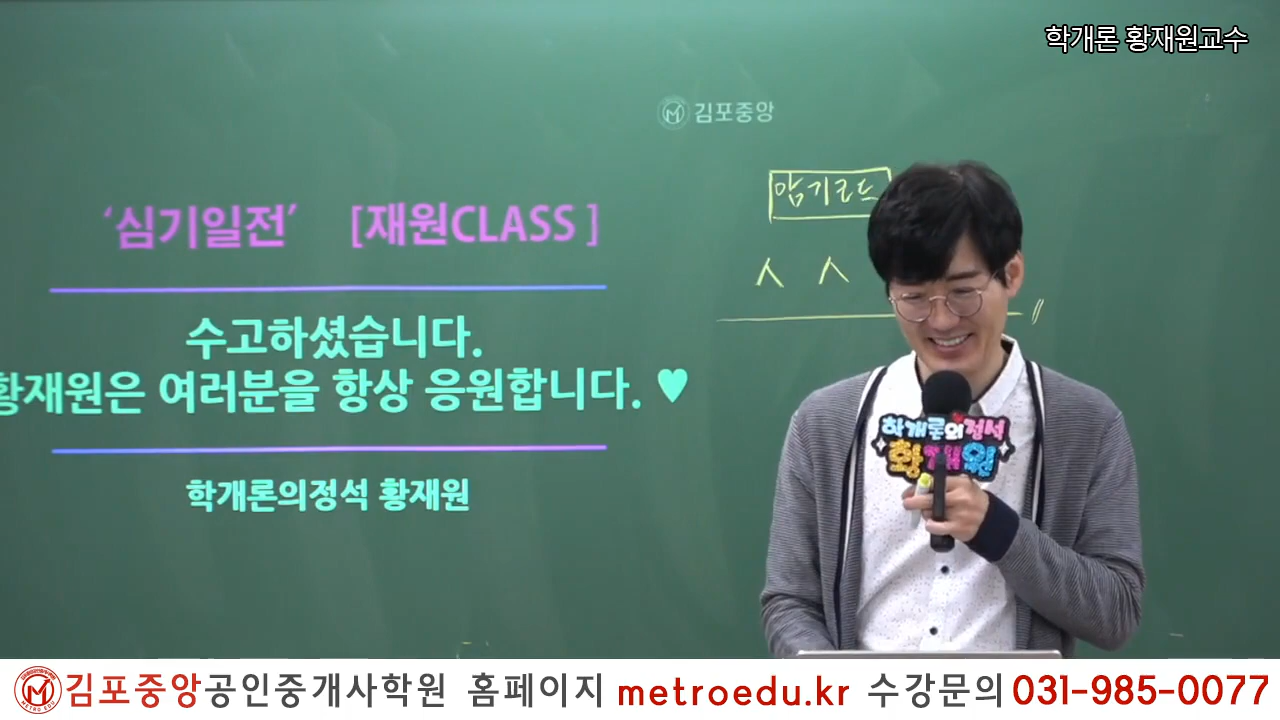 학개론 황재원교수
김포중앙
'심기일전' [재원CLASS ]
암기코드
ㅅ ㅅ
수고하셨습니다.
황재원은 여러분을 항상 응원합니다. ♥
학개론의정석 황재원
학개론의정석
황재원
김포중앙공인중개사학원 홈페이지 metroedu.kr 수강문의 031-985-0077
METRO EDU